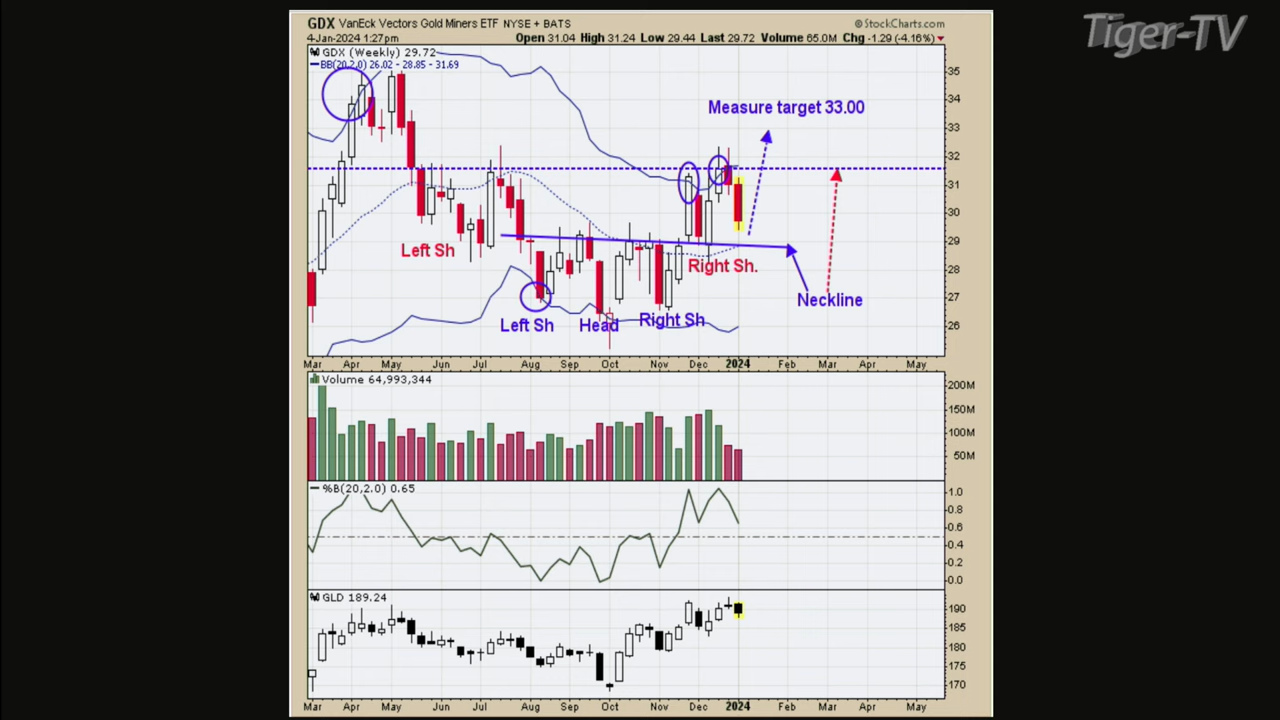 Tiger-TV
GDX VanEck Vectors Gold Miners ETF NYSE + BATS
© StockCharts.com
4-Jan-2024 1:27pm
Open 31.04 High 31.24 Low 29.44 Last 29.72 Volume 65.0M Chg -1.29 (-4.16%)
GDX (Weekly) 29.72
BB(20,2.0) 26.02 - 28.85 - 31.69
35
34
33
32
31
30
29
28
27
26
Measure target 33.00
Left Sh
Right Sh.
Neckline
Left Sh
Head
Right Sh
Mar Apr May Jun Jul Aug Sep Oct Nov Dec 2024 Feb Mar Apr May
Volume 64,993,344
200M
150M
100M
50M
%B(20,2.0) 0.65
1.0
0.8
0.6
0.4
0.2
0.0
GLD 189.24
190
185
180
175
170
Mar Apr May Jun Jul Aug Sep Oct Nov Dec 2024 Feb Mar Apr May